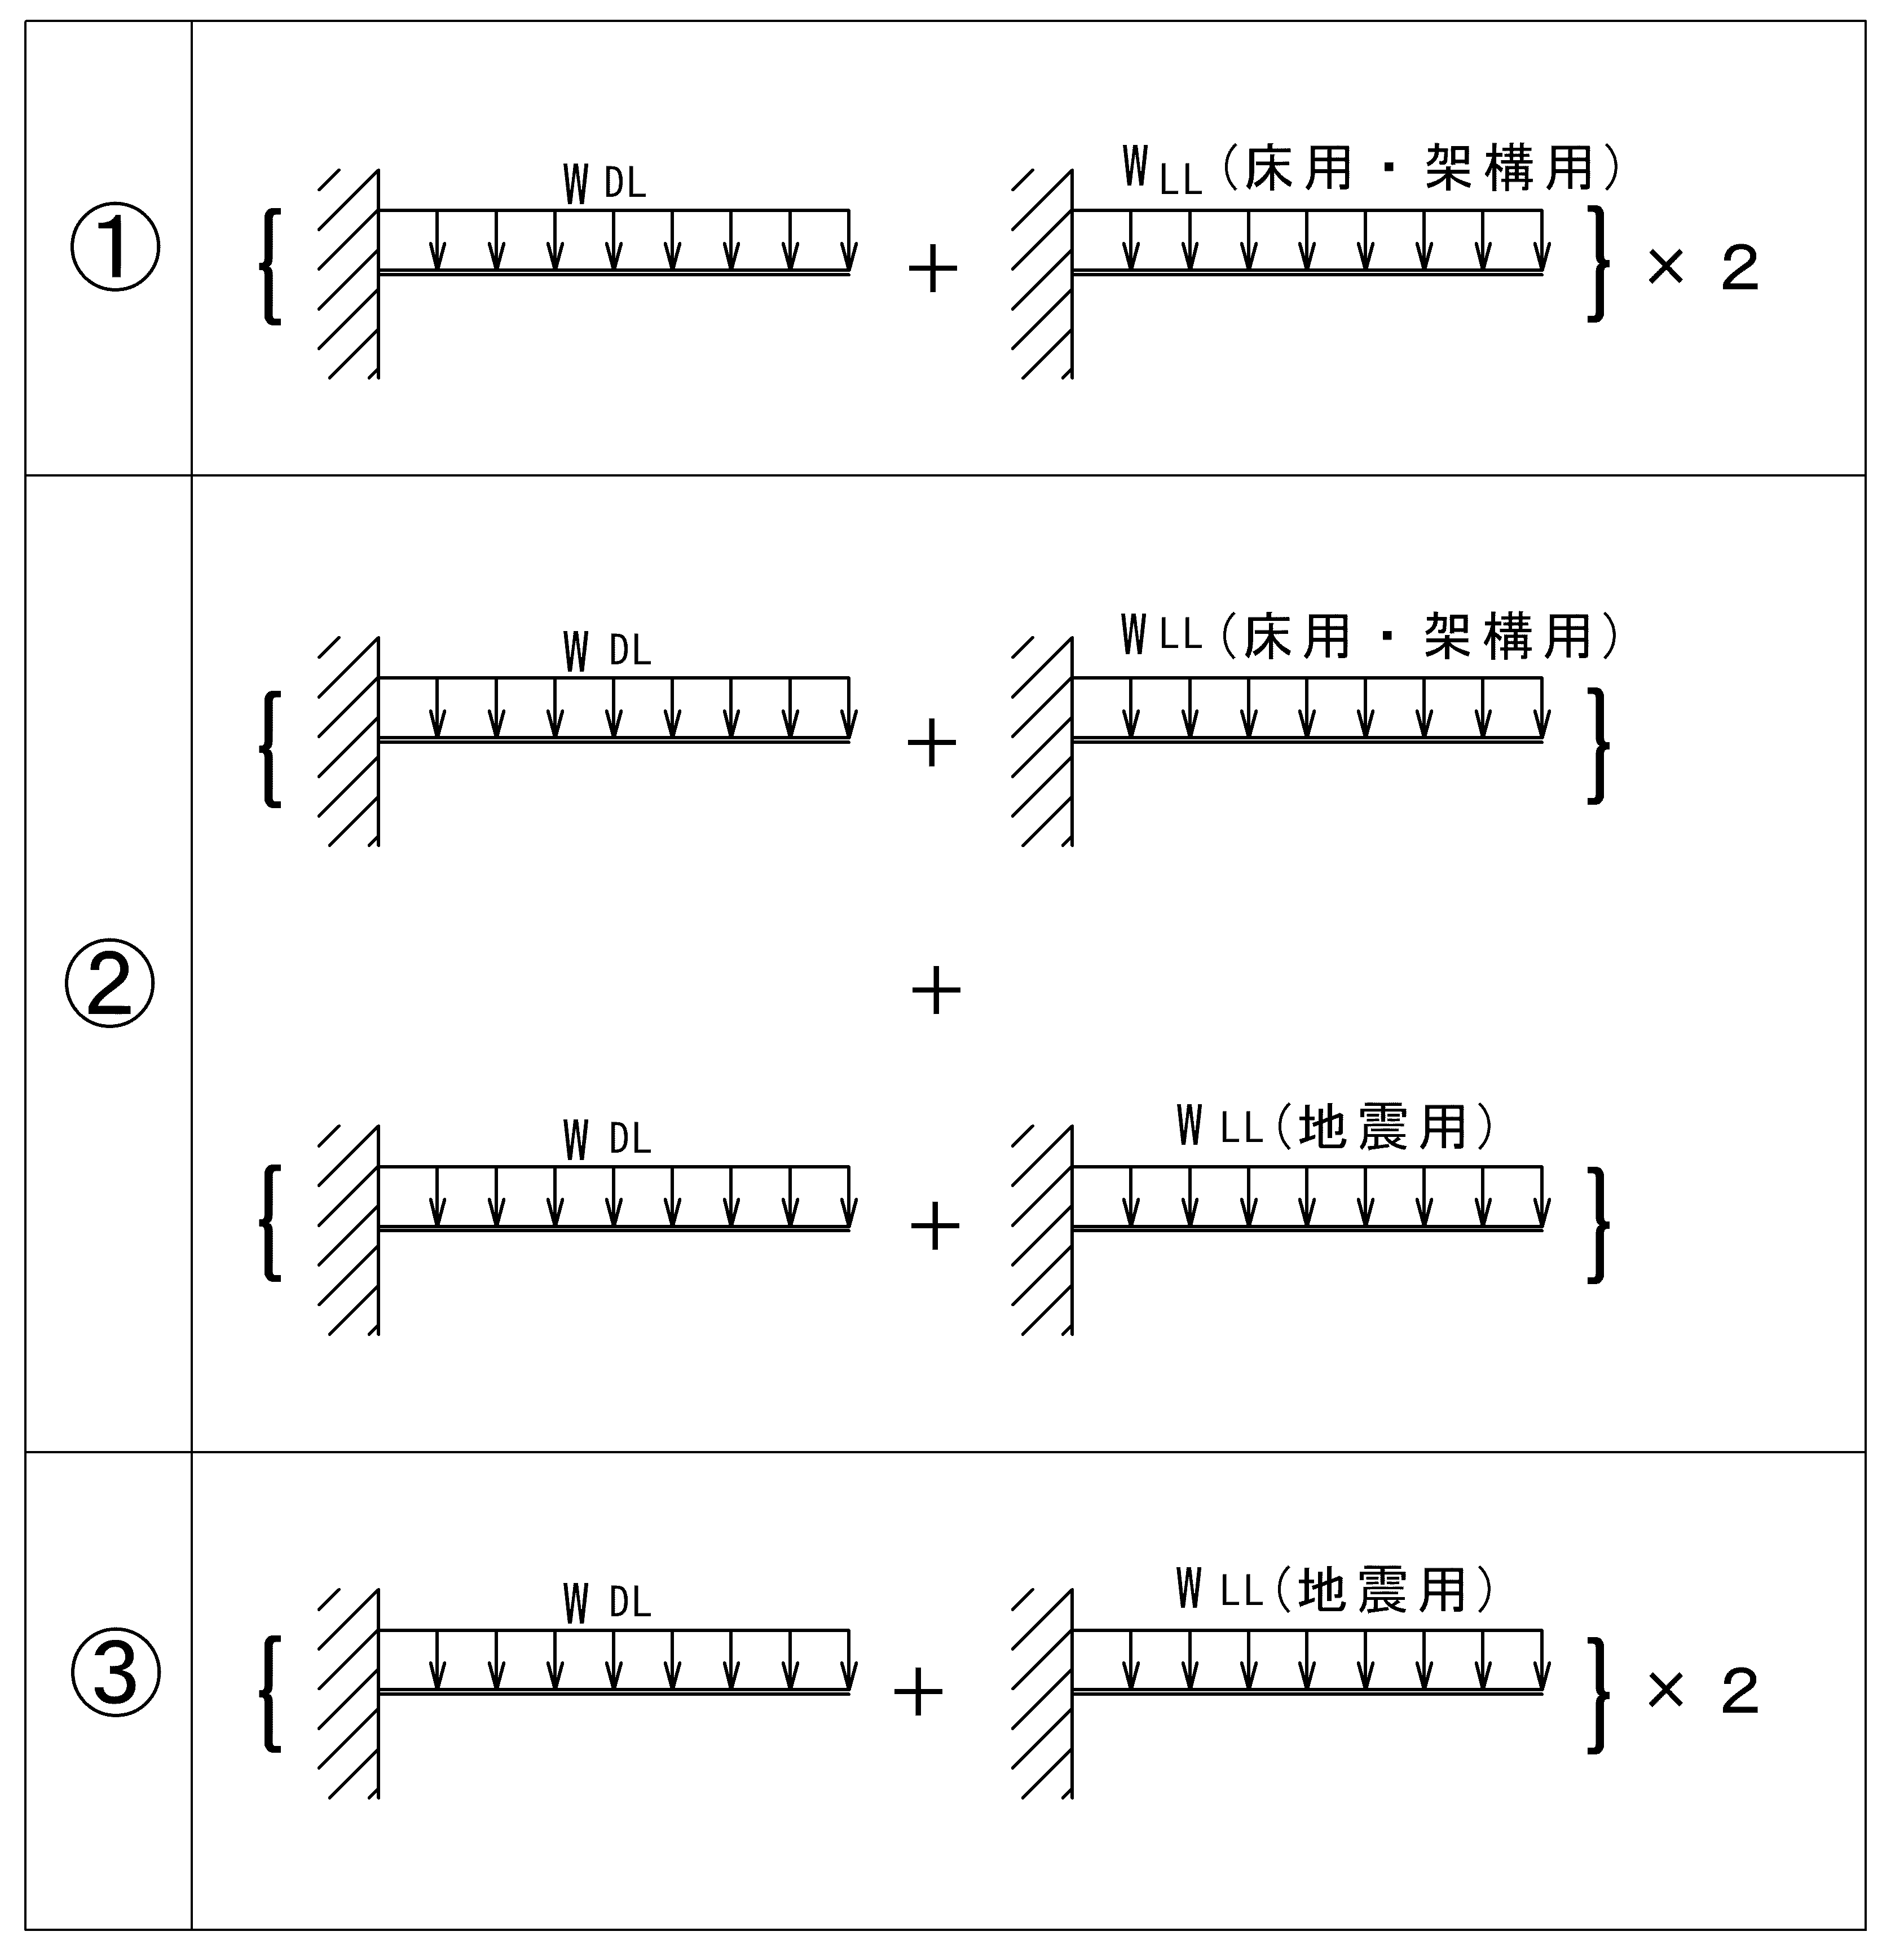 ①
{ W DL + W LL (床用・架構用) } × 2
②
{ W DL + W LL (床用・架構用) }
+
{ W DL + W LL (地震用) }
③
{ W DL + W LL (地震用) } × 2